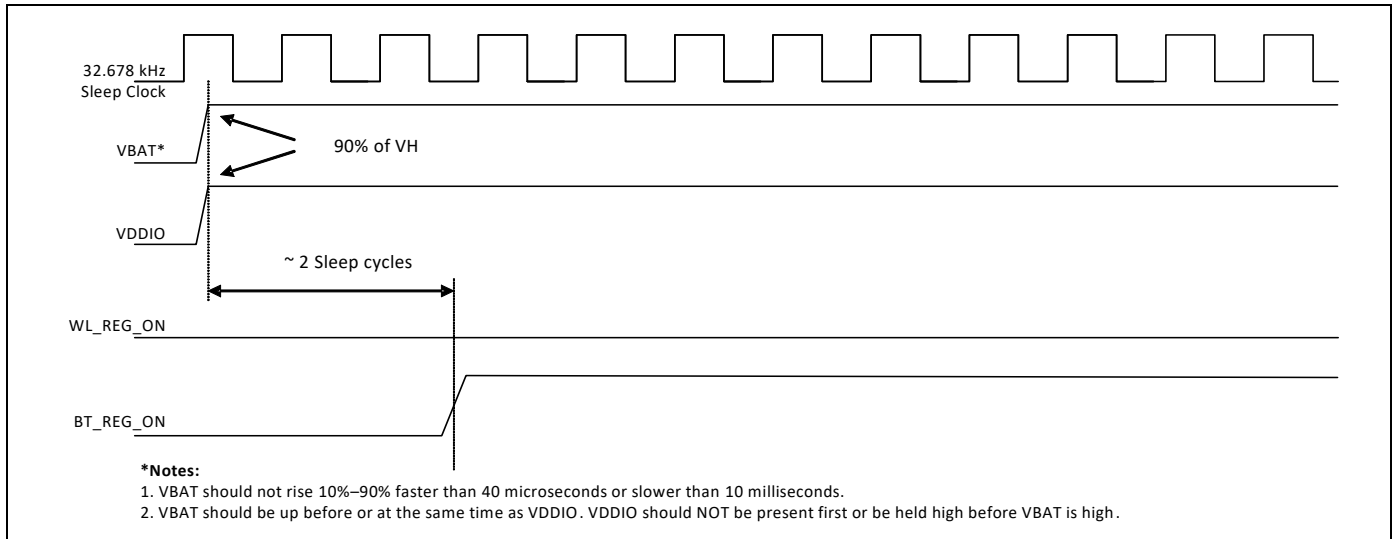 32.678 kHz
Sleep Clock
90% of VH
VBAT*
VDDIO
~ 2 Sleep cycles
WL_REG_ON
BT_REG_ON
*Notes:
1. VBAT should not rise 10%–90% faster than 40 microseconds or slower than 10 milliseconds.
2. VBAT should be up before or at the same time as VDDIO. VDDIO should NOT be present first or be held high before VBAT is high.